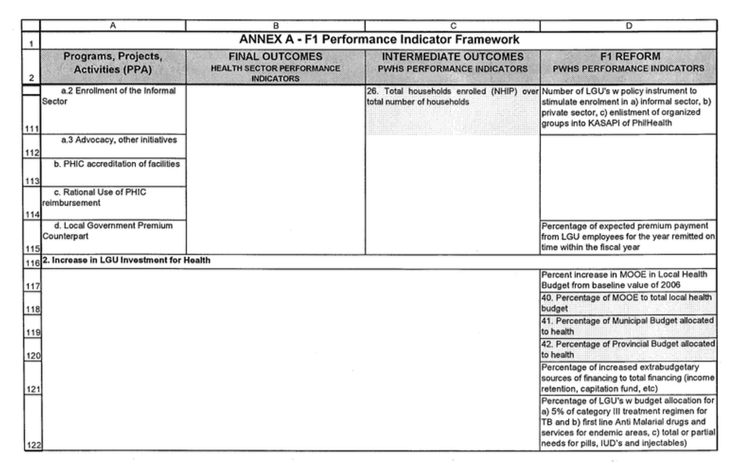 A B C D
1 ANNEX A - F1 Performance Indicator Framework
2 Programs, Projects,
Activities (PPA)
FINAL OUTCOMES
HEALTH SECTOR PERFORMANCE
INDICATORS
INTERMEDIATE OUTCOMES
PWHS PERFORMANCE INDICATORS
F1 REFORM
PWHS PERFORMANCE INDICATORS
111 a.2 Enrollment of the Informal
Sector
26. Total households enrolled (NHIP) over
total number of households
Number of LGU's w policy instrument to
stimulate enrolment in a) informal sector, b)
private sector, c) enlistment of organized
groups into KASAPI of PhilHealth
112 a.3 Advocacy, other initiatives
113 b. PHIC accreditation of facilities
114 c. Rational Use of PHIC
reimbursement
115 d. Local Government Premium
Counterpart
Percentage of expected premium payment
from LGU employees for the year remitted on
time within the fiscal year
116 2. Increase in LGU Investment for Health
117 Percent increase in MOOE in Local Health
Budget from baseline value of 2006
118 40. Percentage of MOOE to total local health
budget
119 41. Percentage of Municipal Budget allocated
to health
120 42. Percentage of Provincial Budget allocated
to health
121 Percentage of increased extrabudgetary
sources of financing to total financing (income
retention, capitation fund, etc)
122 Percentage of LGU's w budget allocation for
a) 5% of category III treatment regimen for
TB and b) first line Anti Malarial drugs and
services for endemic areas, c) total or partial
needs for pills, IUD's and injectables)